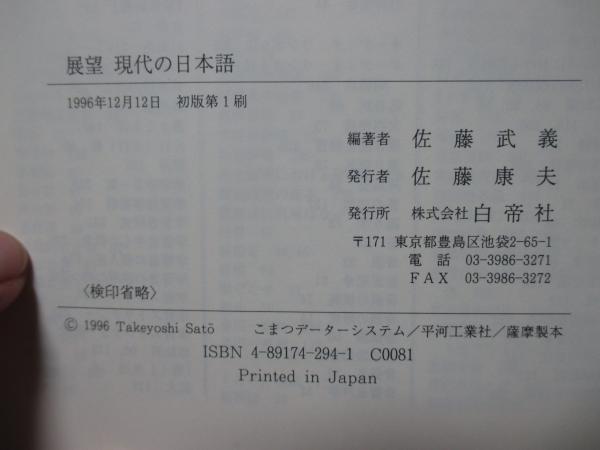 展望 現代の日本語
1996年12月12日 初版第1刷
編著者 佐藤武義
発行者 佐藤康夫
発行所 株式会社 白帝社
〒171 東京都豊島区池袋2-65-1
電話 03-3986-3271
FAX 03-3986-3272
〈検印省略〉
© 1996 Takeyoshi Satō こまつデーターシステム/平河工業社/薩摩製本
ISBN 4-89174-294-1 C0081
Printed in Japan